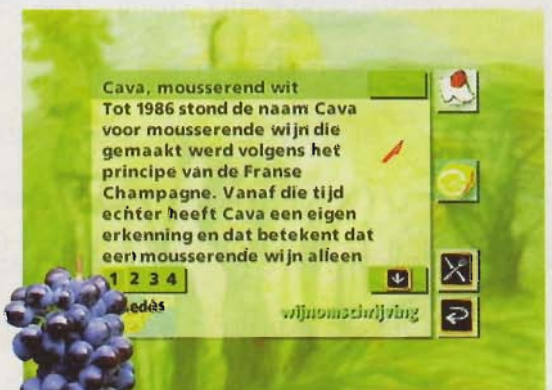 Cava, mousserend wit
Tot 1986 stond de naam Cava
voor mousserende wijn die
gemaakt werd volgens het
principe van de Franse
Champagne. Vanaf die tijd
echter heeft Cava een eigen
erkenning en dat betekent dat
een mousserende wijn alleen
1 2 3 4
wijnomschrijving